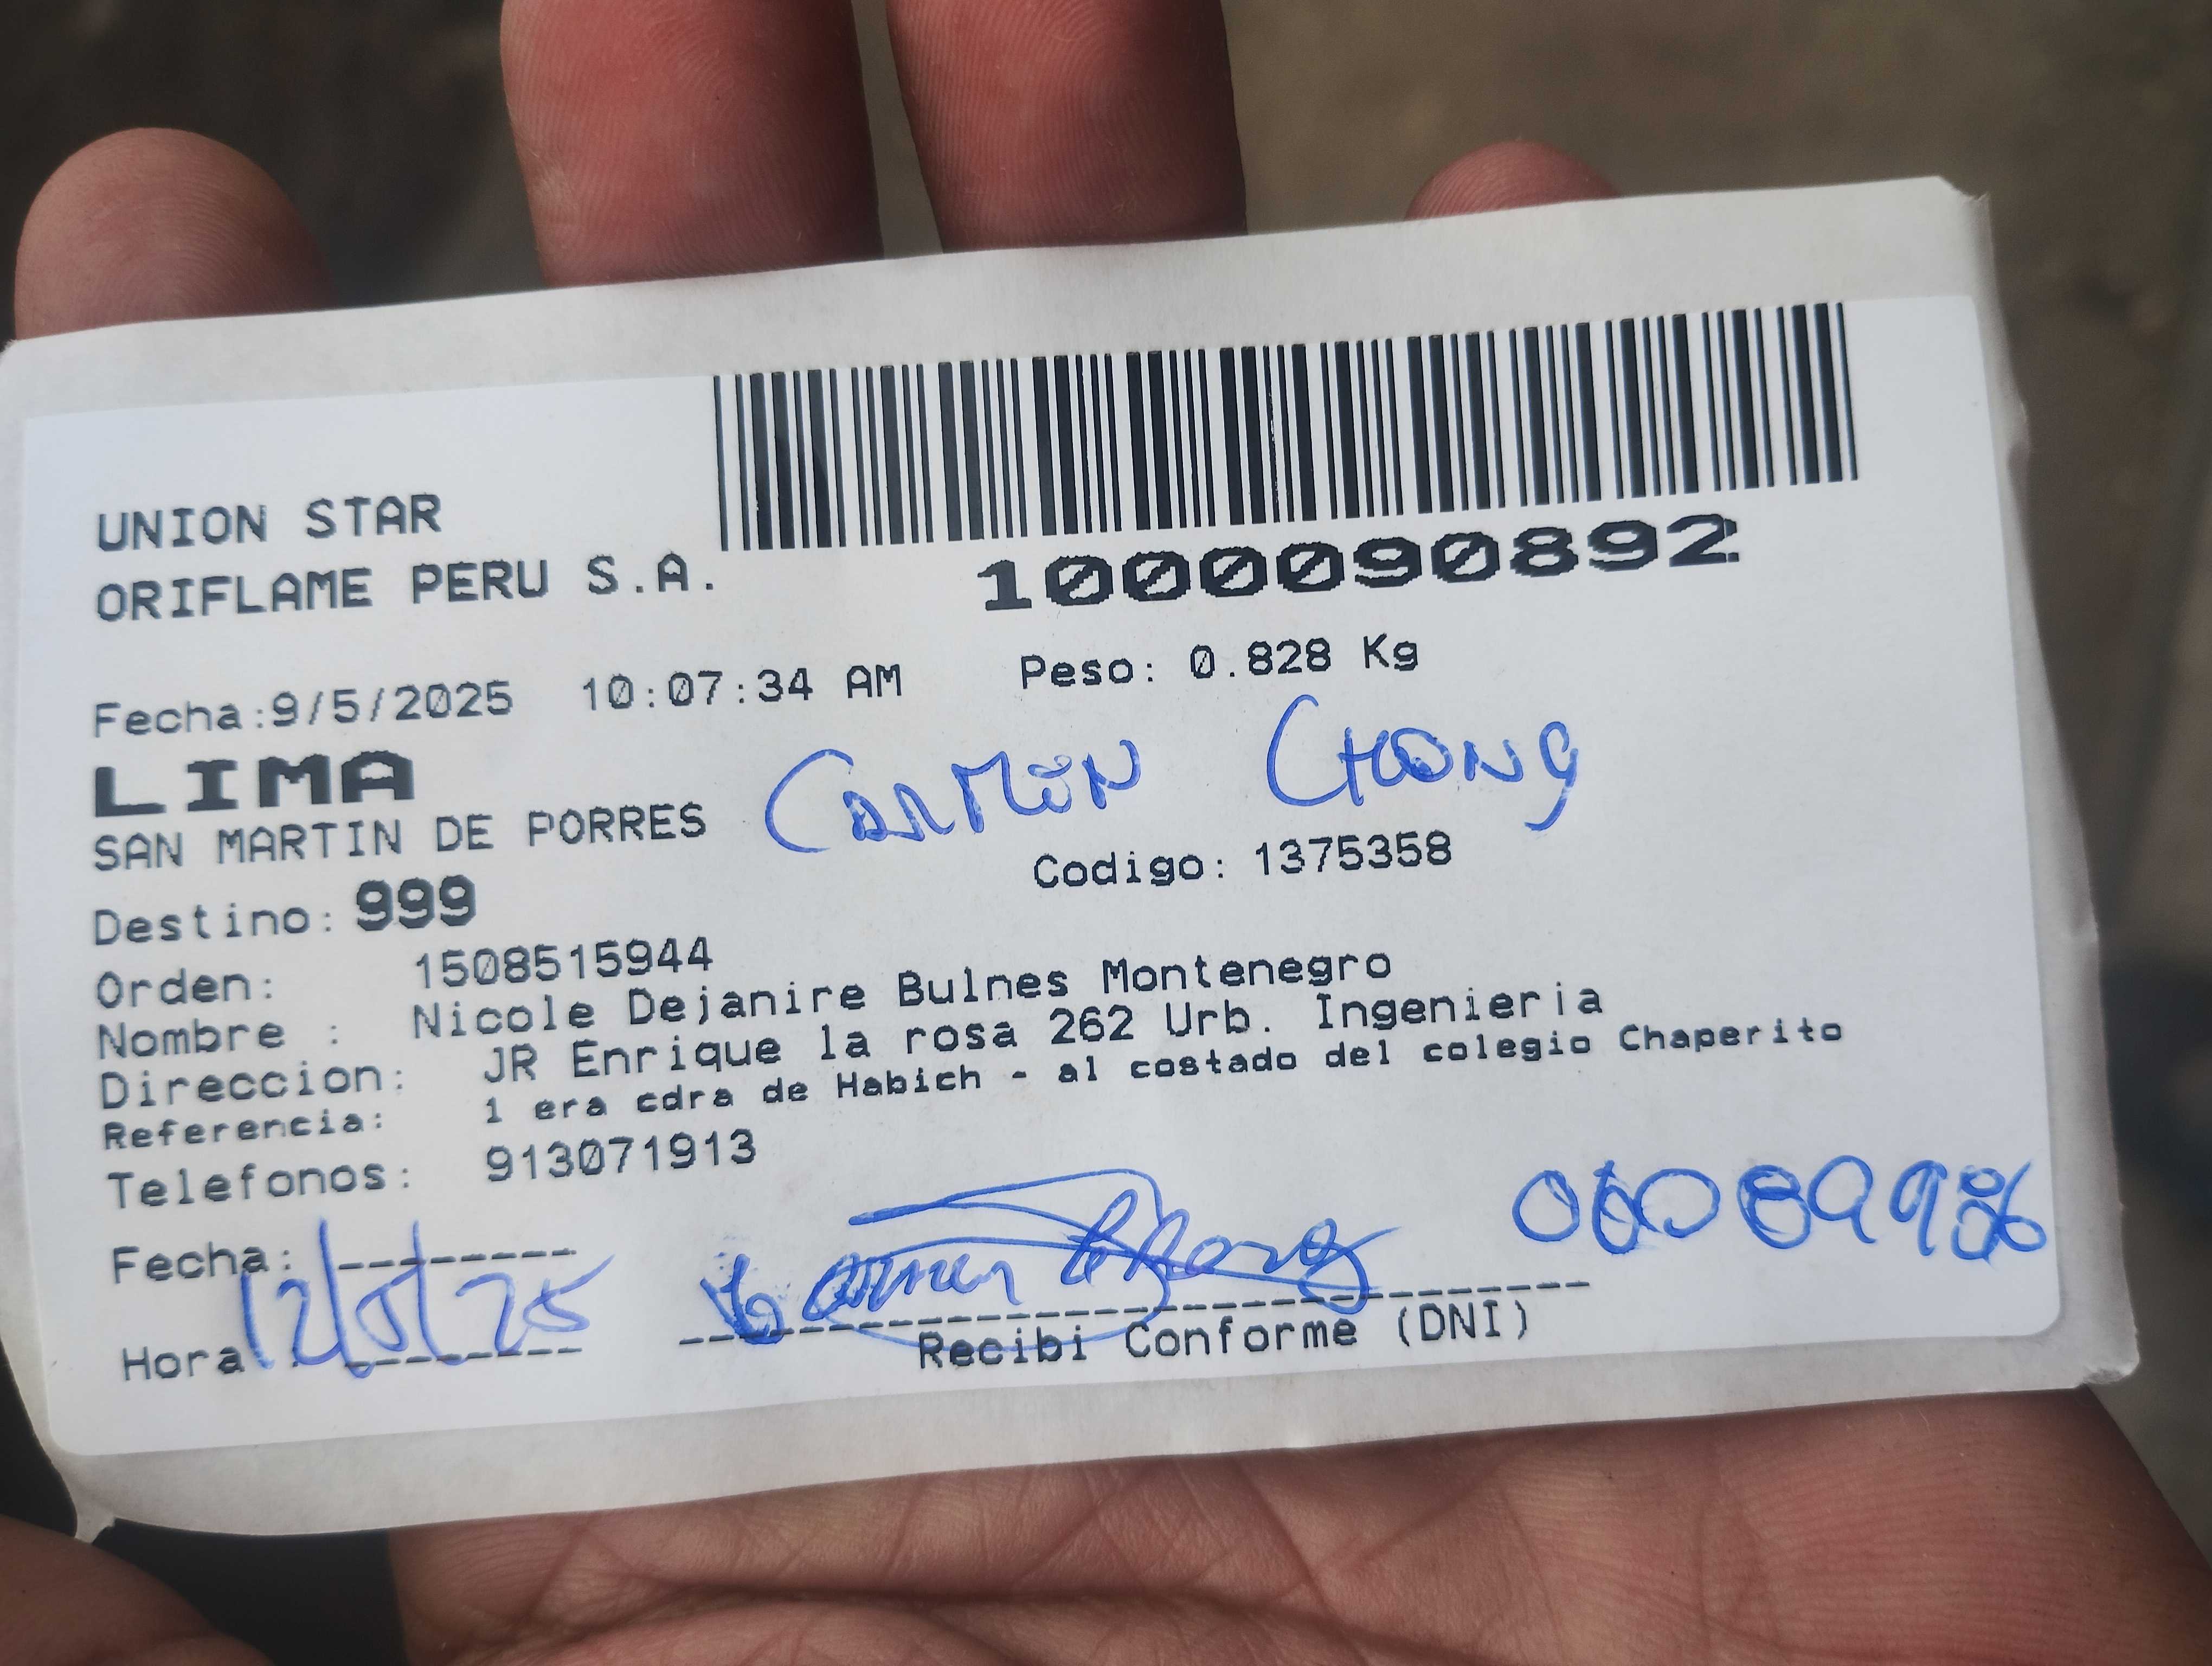 UNION STAR
ORIFLAME PERU S.A.
1000090892
Fecha:9/5/2025 10:07:34 AM Peso: 0.828 Kg
LIMA
CARMEN CHONG
SAN MARTIN DE PORRES
Codigo: 1375358
Destino: 999
Orden: 1508515944
Nombre : Nicole Dejanire Bulnes Montenegro
Direccion: JR Enrique la rosa 262 Urb. Ingenieria
Referencia: 1 era cdra de Habich - al costado del colegio Chaperito
Telefonos: 913071913
Fecha: 12/5/25
Carmen Chong
Hora :
Recibi Conforme (DNI)